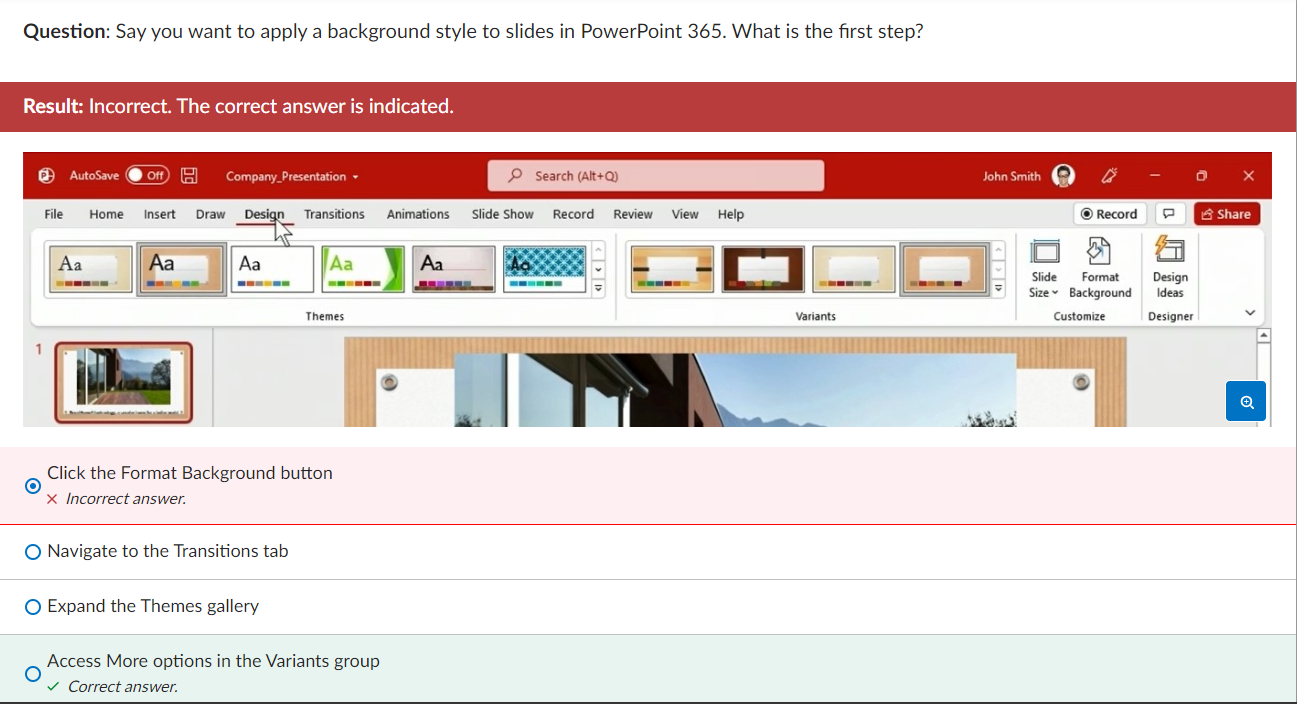 Question: Say you want to apply a background style to slides in PowerPoint 365. What is the first step?
Result: Incorrect. The correct answer is indicated.
AutoSave Off Company_Presentation Search (Alt+Q) John Smith
File Home Insert Draw Design Transitions Animations Slide Show Record Review View Help Record Share
Aa Aa Aa Aa Aa Aa
Slide Format Design
Size Background Ideas
Themes Variants Customize Designer
1
Click the Format Background button
Incorrect answer.
Navigate to the Transitions tab
Expand the Themes gallery
Access More options in the Variants group
Correct answer.